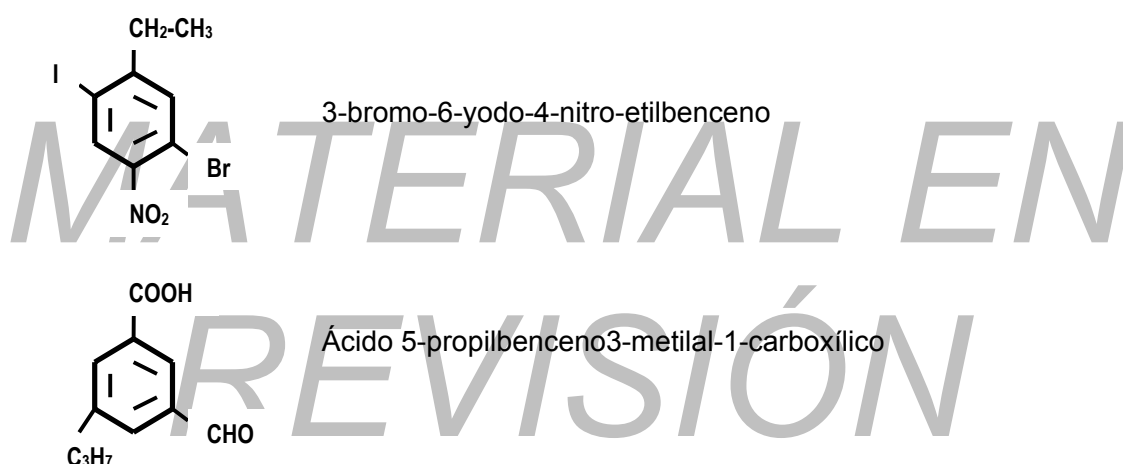 CH₂-CH₃
I
3-bromo-6-yodo-4-nitro-etilbenceno
Br
NO₂
MATERIAL EN
COOH
Ácido 5-propilbenceno3-metilal-1-carboxílico
REVISIÓN
CHO
C₃H₇